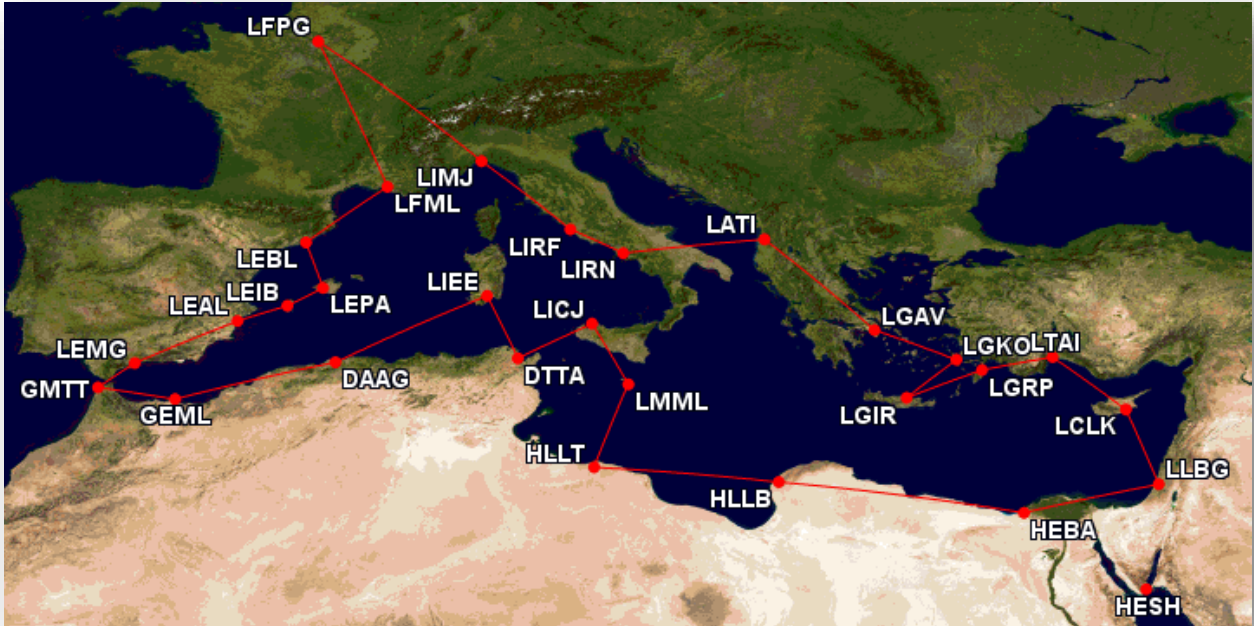 LFPG
LIMJ
LFML
LATI
LIRF
LIRN
LEBL
LIEE
LEIB
LEAL
LEPA
LICJ
LGAV
LEMG
LGKO
LTAI
DAAG
DTTA
LGRP
GMTT
LMML
GEML
LGIR
LCLK
HLLT
LLBG
HLLB
HEBA
HESH